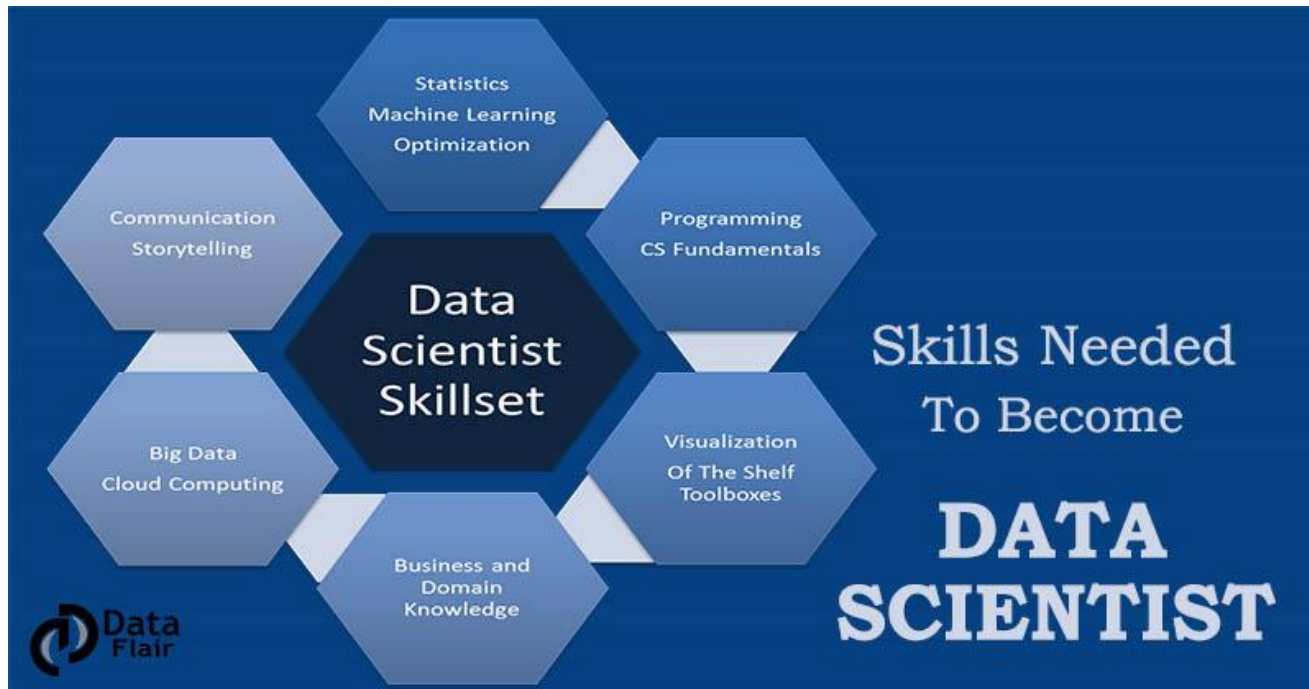 Statistics
Machine Learning
Optimization
Communication
Storytelling
Programming
CS Fundamentals
Data
Scientist
Skillset
Skills Needed
To Become
DATA
SCIENTIST
Visualization
Of The Shelf
Toolboxes
Big Data
Cloud Computing
Business and
Domain
Knowledge
Data
Flair